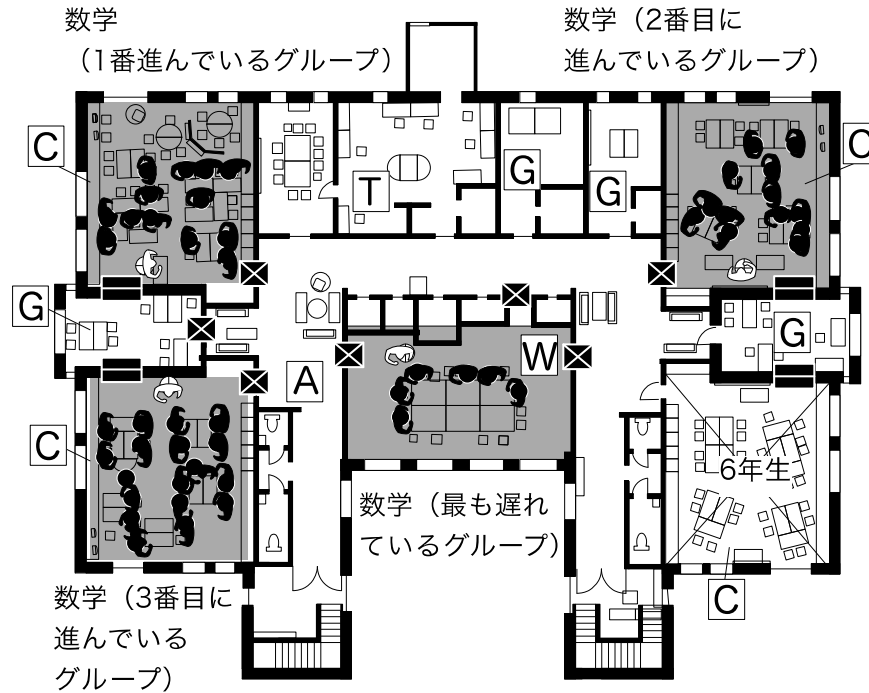 数学
（1番進んでいるグループ）
数学（2番目に
進んでいるグループ）
C
C
T
G
G
G
G
W
A
C
6年生
数学（最も遅れ
ているグループ）
C
数学（3番目に
進んでいる
グループ）